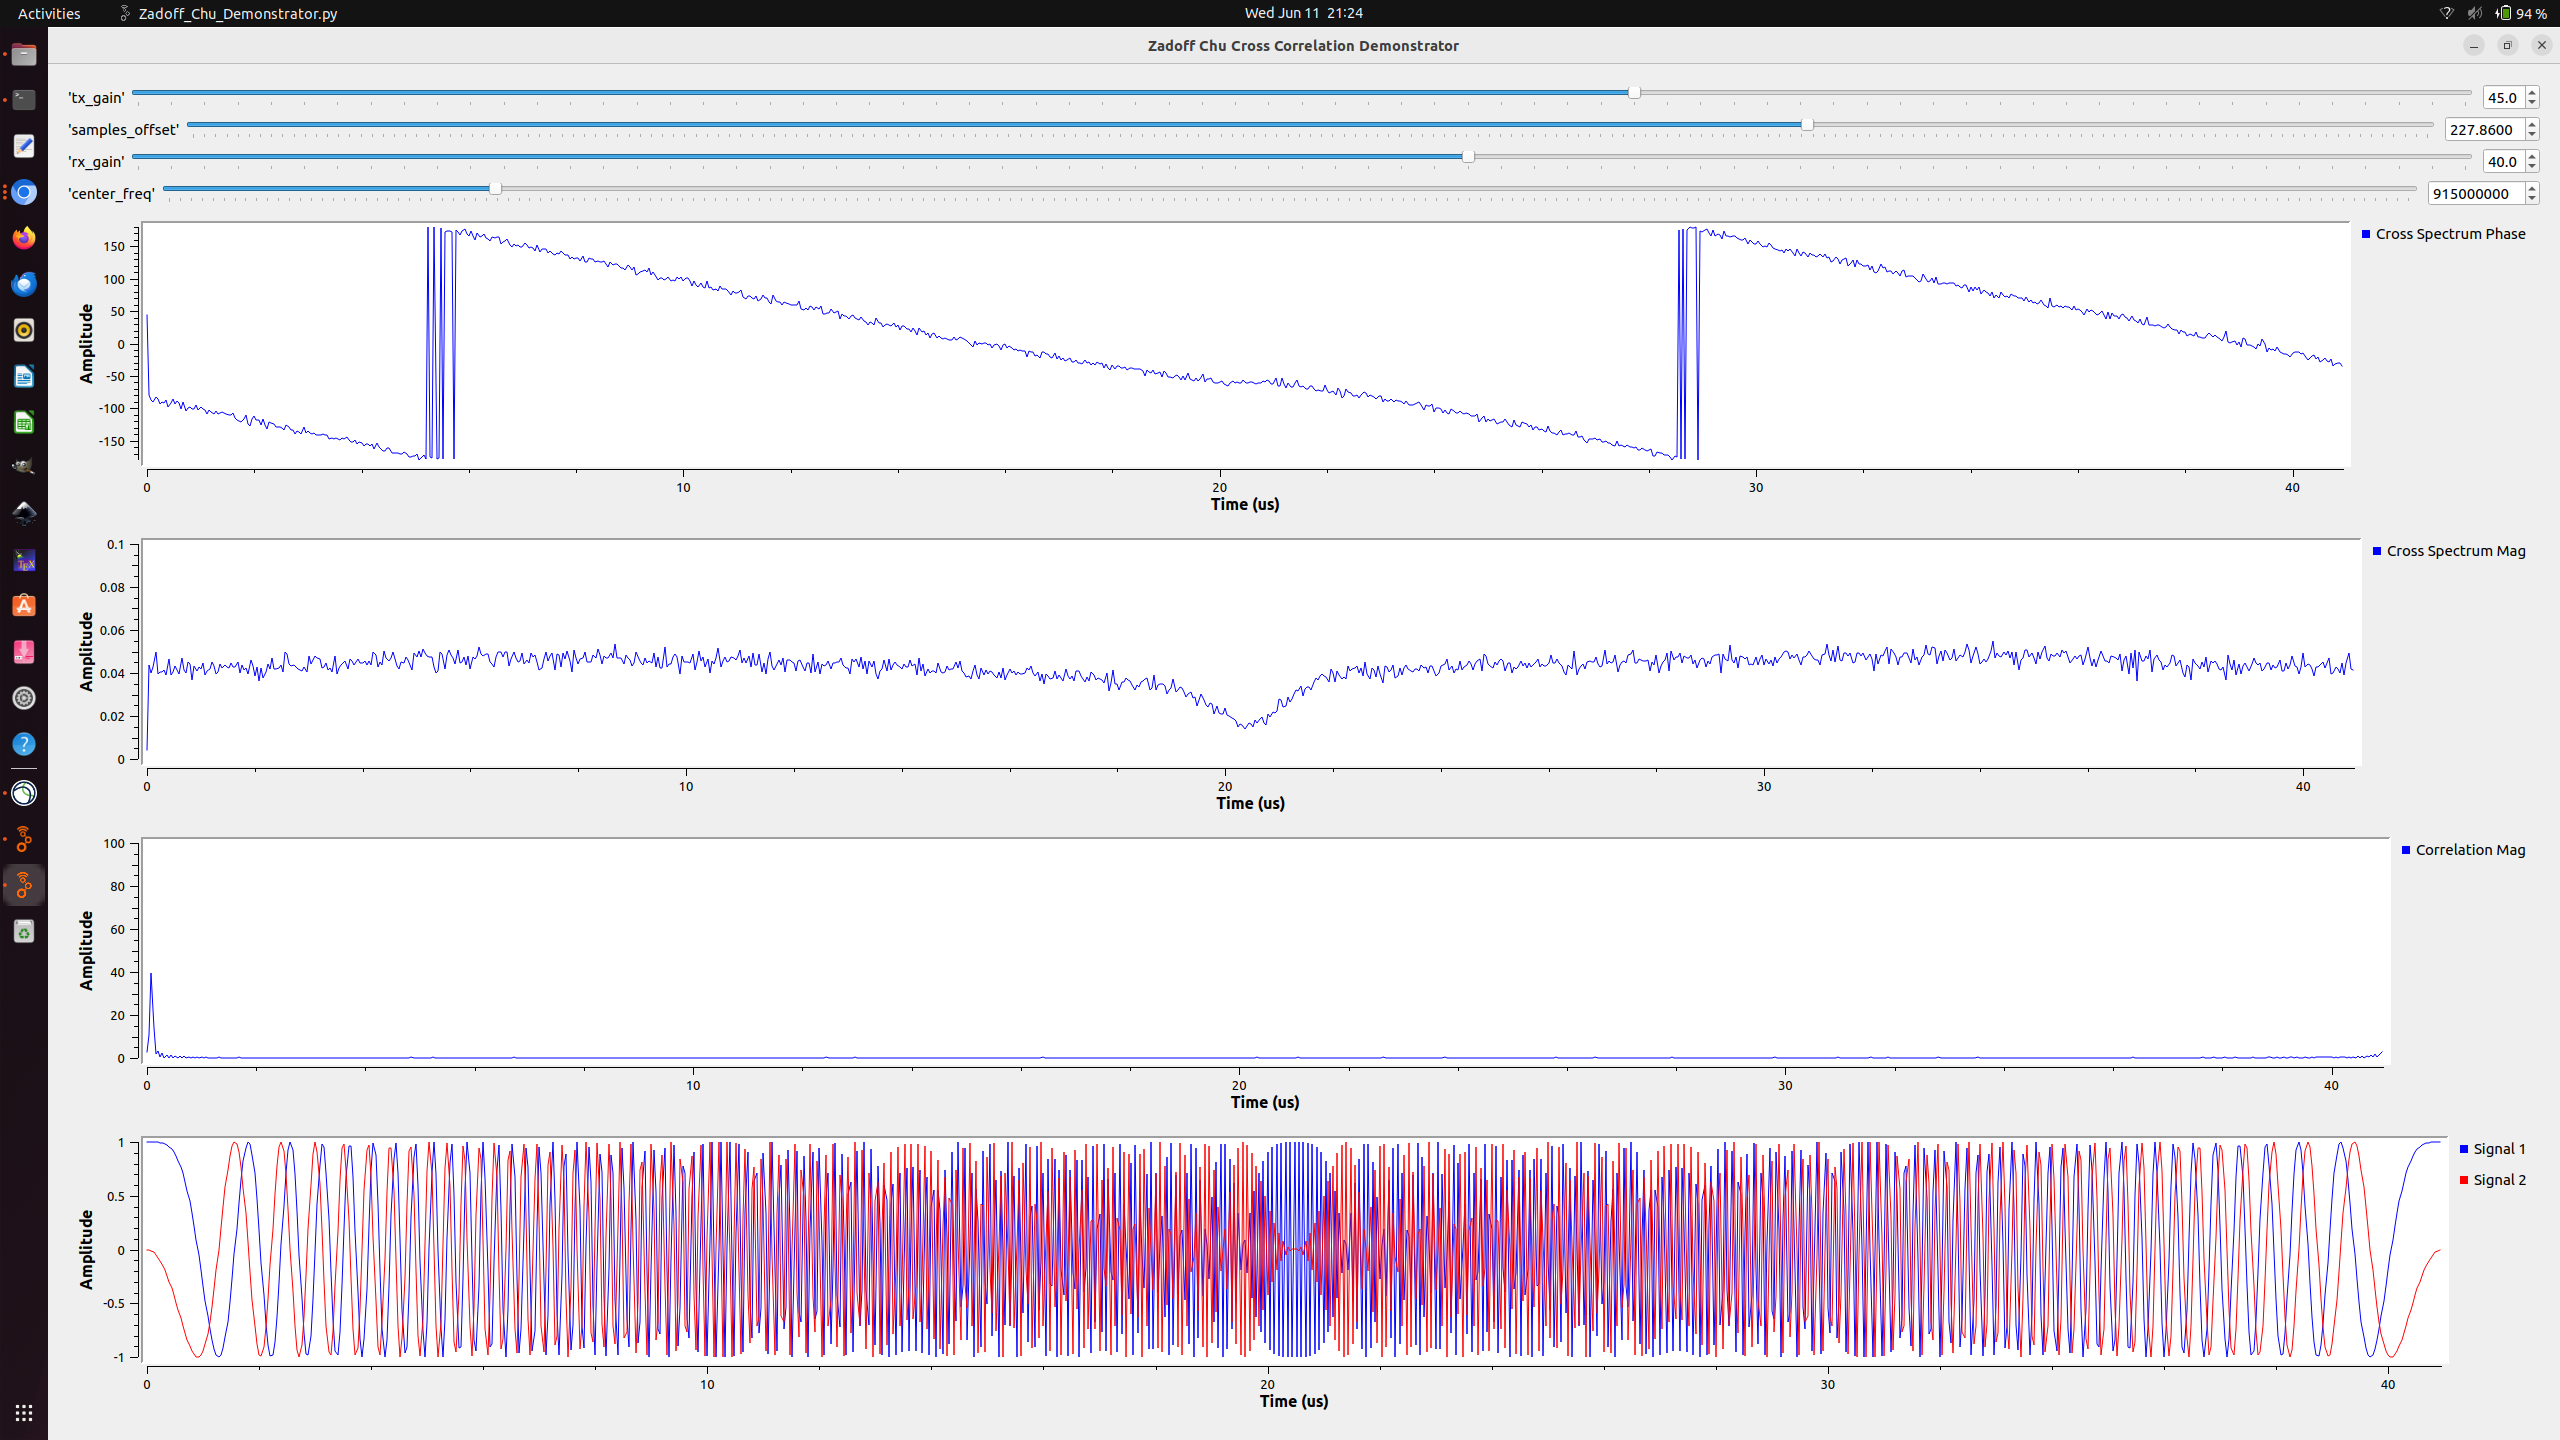 Activities Zadoff_Chu_Demonstrator.py Wed Jun 11 21:24 94 %
Zadoff Chu Cross Correlation Demonstrator
'tx_gain' 45.0
'samples_offset' 227.8600
'rx_gain' 40.0
'center_freq' 915000000
Cross Spectrum Phase
Amplitude
150
100
50
0
-50
-100
-150
0 10 20 30 40
Time (us)
Cross Spectrum Mag
Amplitude
0.1
0.08
0.06
0.04
0.02
0
0 10 20 30 40
Time (us)
Correlation Mag
Amplitude
100
80
60
40
20
0
0 10 20 30 40
Time (us)
Signal 1
Signal 2
Amplitude
1
0.5
0
-0.5
-1
0 10 20 30 40
Time (us)